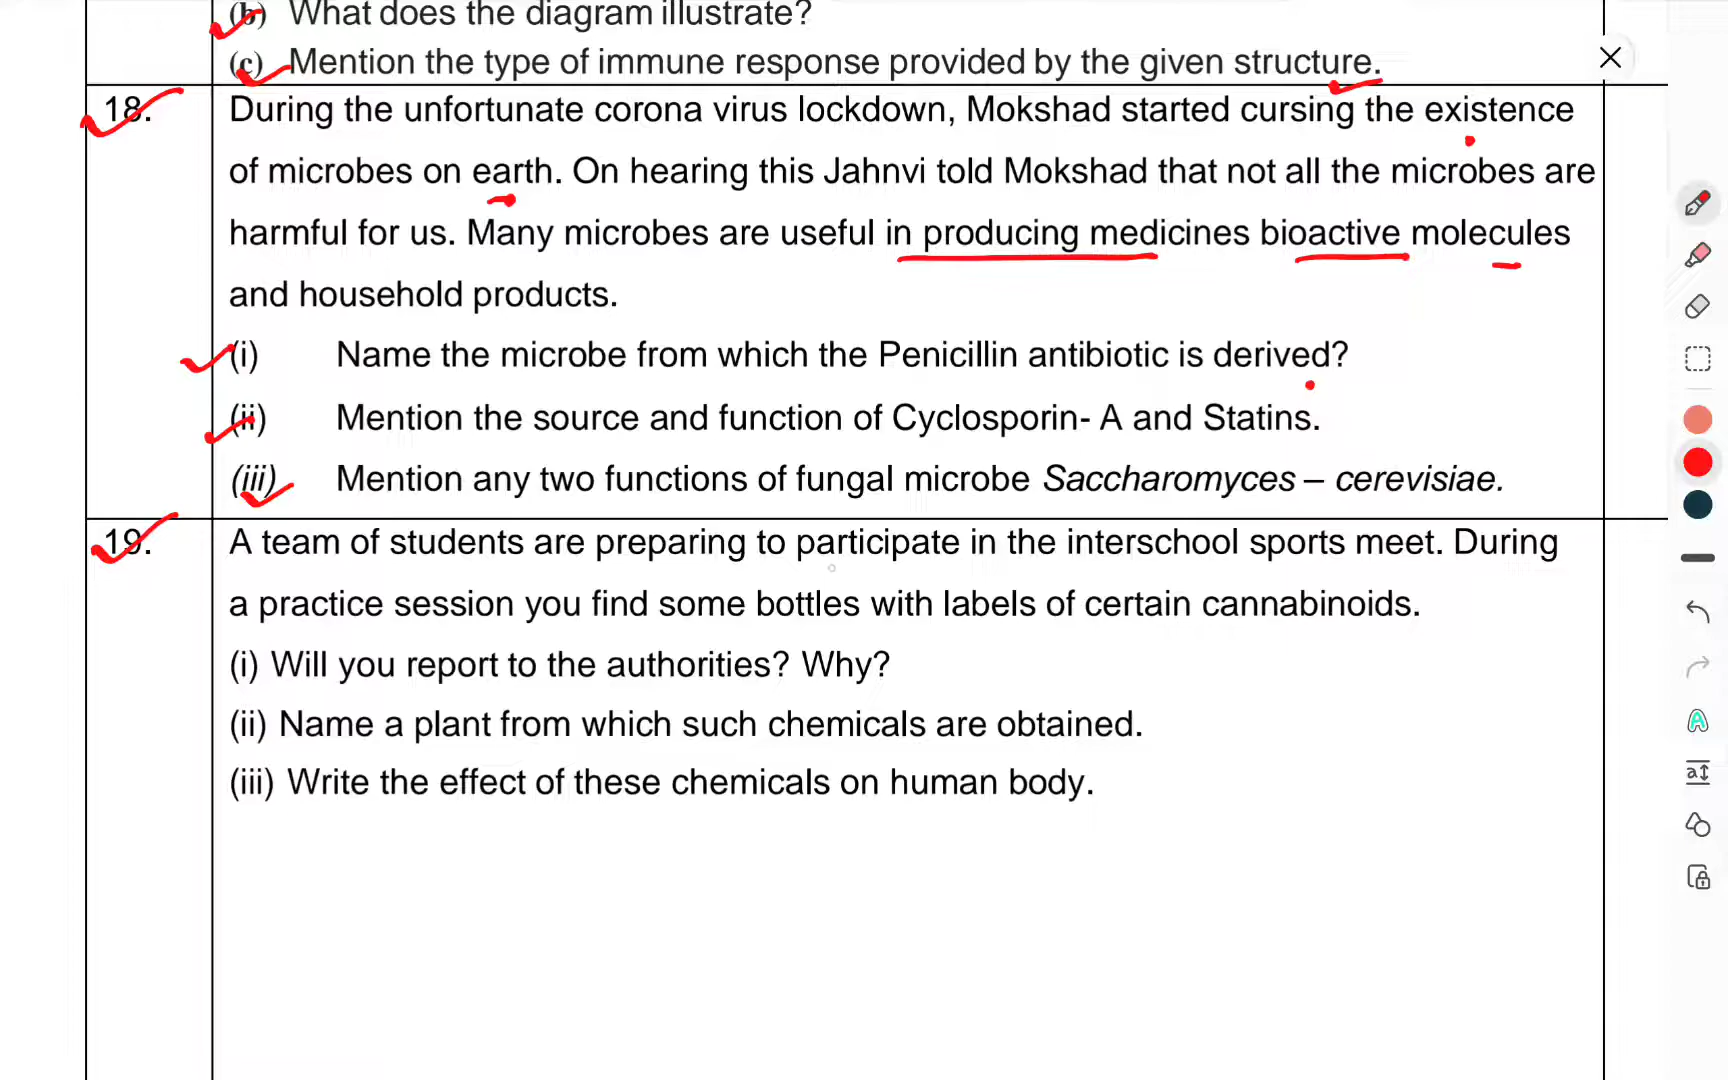 (b) What does the diagram illustrate?
(c) Mention the type of immune response provided by the given structure.
18. During the unfortunate corona virus lockdown, Mokshad started cursing the existence
of microbes on earth. On hearing this Jahnvi told Mokshad that not all the microbes are
harmful for us. Many microbes are useful in producing medicines bioactive molecules
and household products.
(i) Name the microbe from which the Penicillin antibiotic is derived?
(ii) Mention the source and function of Cyclosporin- A and Statins.
(iii) Mention any two functions of fungal microbe Saccharomyces – cerevisiae.
19. A team of students are preparing to participate in the interschool sports meet. During
a practice session you find some bottles with labels of certain cannabinoids.
(i) Will you report to the authorities? Why?
(ii) Name a plant from which such chemicals are obtained.
(iii) Write the effect of these chemicals on human body.